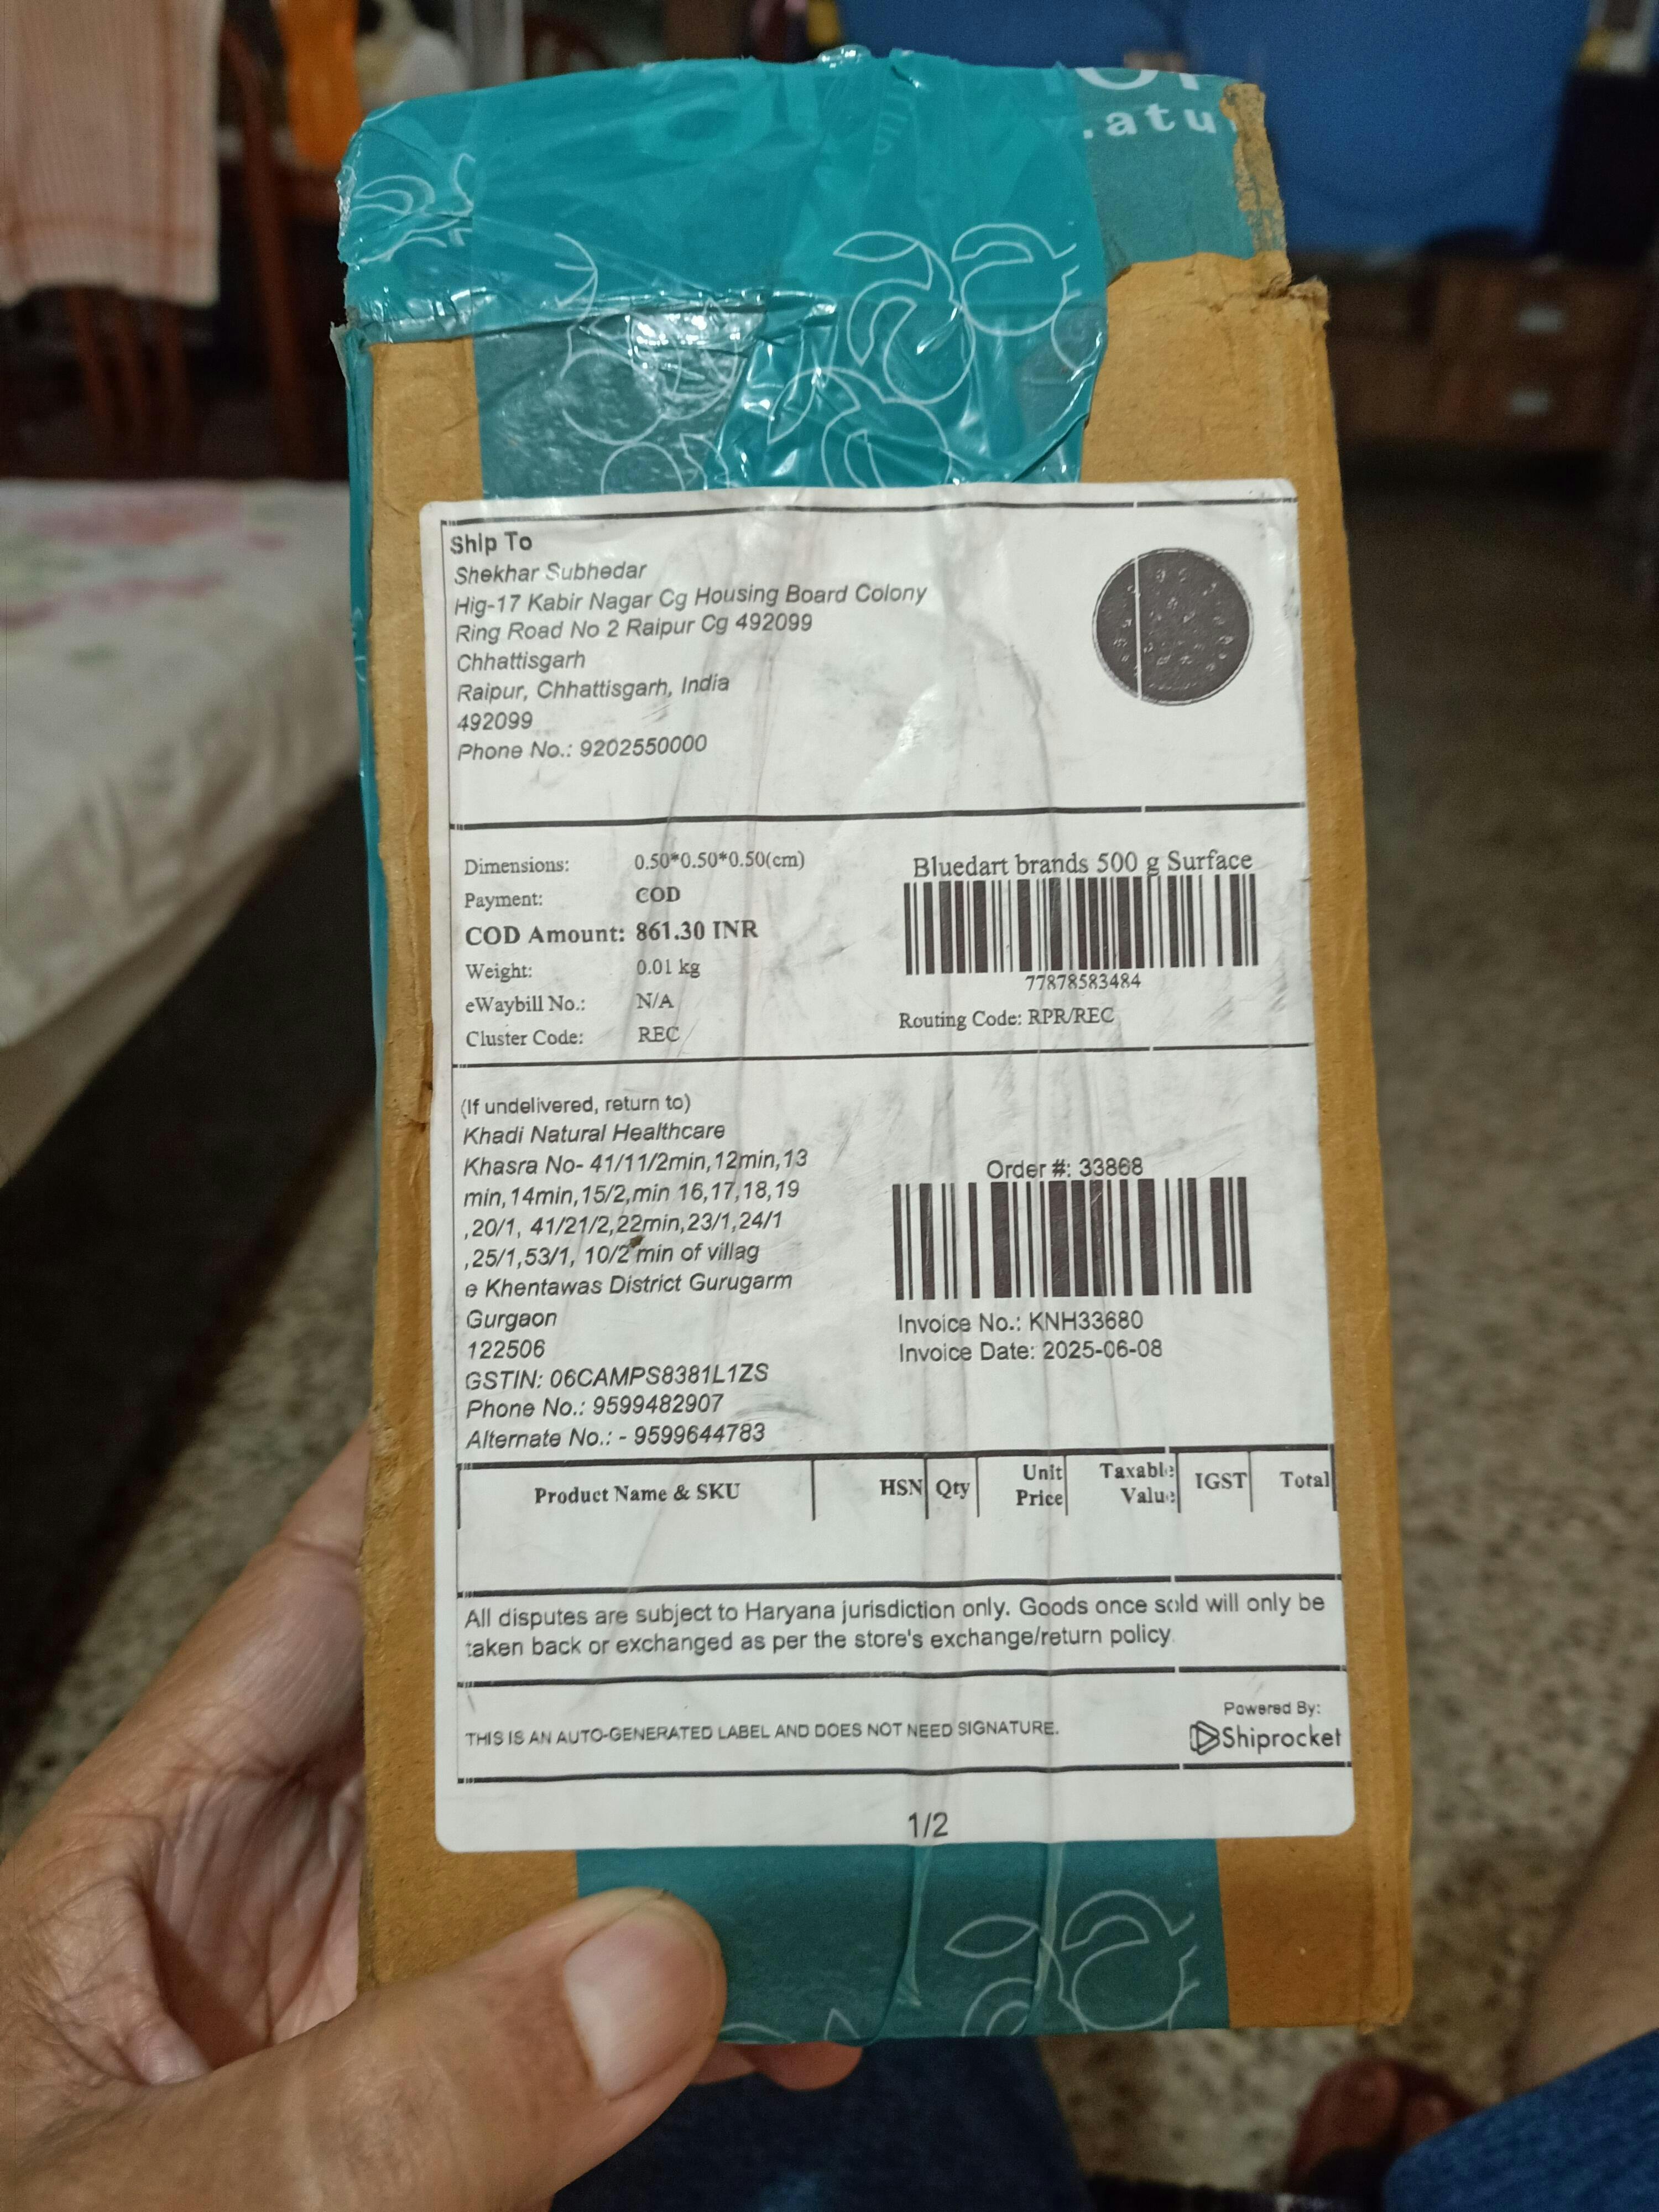 .atu
Ship To
Shekhar Subhedar
Hig-17 Kabir Nagar Cg Housing Board Colony
Ring Road No 2 Raipur Cg 492099
Chhattisgarh
Raipur, Chhattisgarh, India
492099
Phone No.: 9202550000
Dimensions: 0.50*0.50*0.50(cm)
Payment: COD
COD Amount: 861.30 INR
Weight: 0.01 kg
eWaybill No.: N/A
Cluster Code: REC
Bluedart brands 500 g Surface
77878583484
Routing Code: RPR/REC
(If undelivered, return to)
Khadi Natural Healthcare
Khasra No- 41/11/2min,12min,13
min,14min,15/2,min 16,17,18,19
,20/1, 41/21/2,22min,23/1,24/1
,25/1,53/1, 10/2 min of villag
e Khentawas District Gurugarm
Gurgaon
122506
GSTIN: 06CAMPS8381L1ZS
Phone No.: 9599482907
Alternate No.: - 9599644783
Order #: 33868
Invoice No.: KNH33680
Invoice Date: 2025-06-08
Product Name & SKU HSN Qty Unit Price Taxable Value IGST Total
All disputes are subject to Haryana jurisdiction only. Goods once sold will only be
taken back or exchanged as per the store's exchange/return policy.
THIS IS AN AUTO-GENERATED LABEL AND DOES NOT NEED SIGNATURE.
Powered By:
Shiprocket
1/2